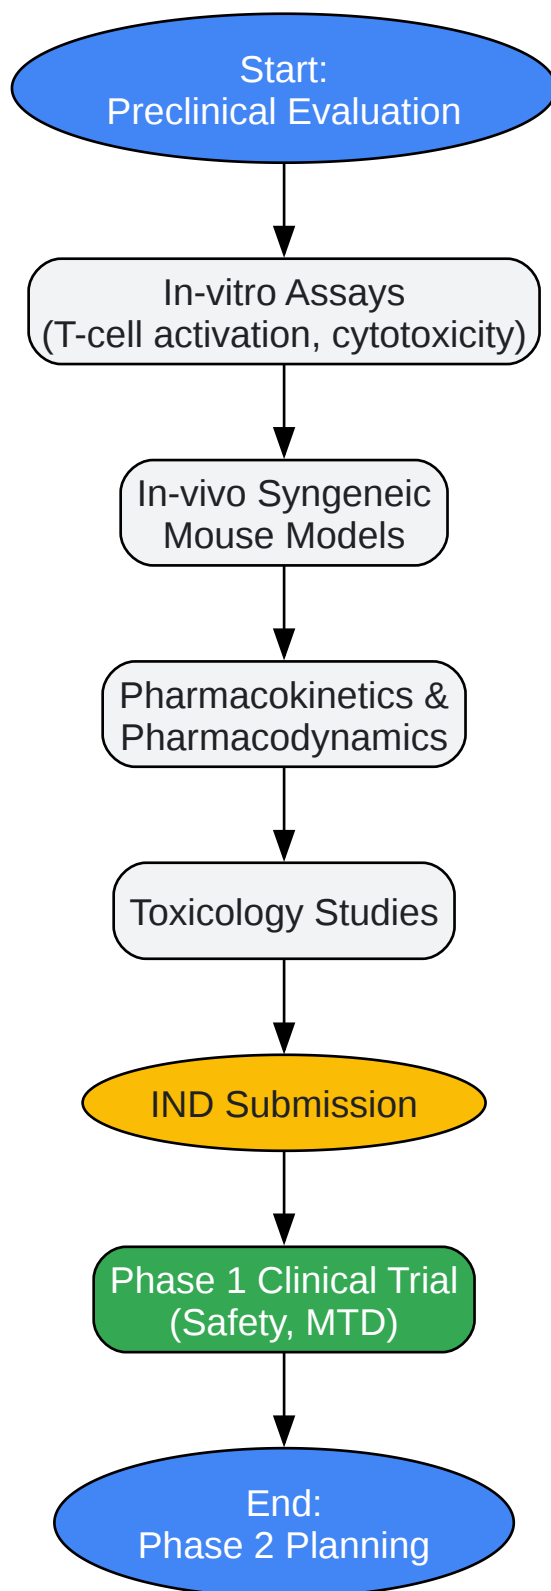 Start:
Preclinical Evaluation
In-vitro Assays
(T-cell activation, cytotoxicity)
In-vivo Syngeneic
Mouse Models
Pharmacokinetics &
Pharmacodynamics
Toxicology Studies
IND Submission
Phase 1 Clinical Trial
(Safety, MTD)
End:
Phase 2 Planning